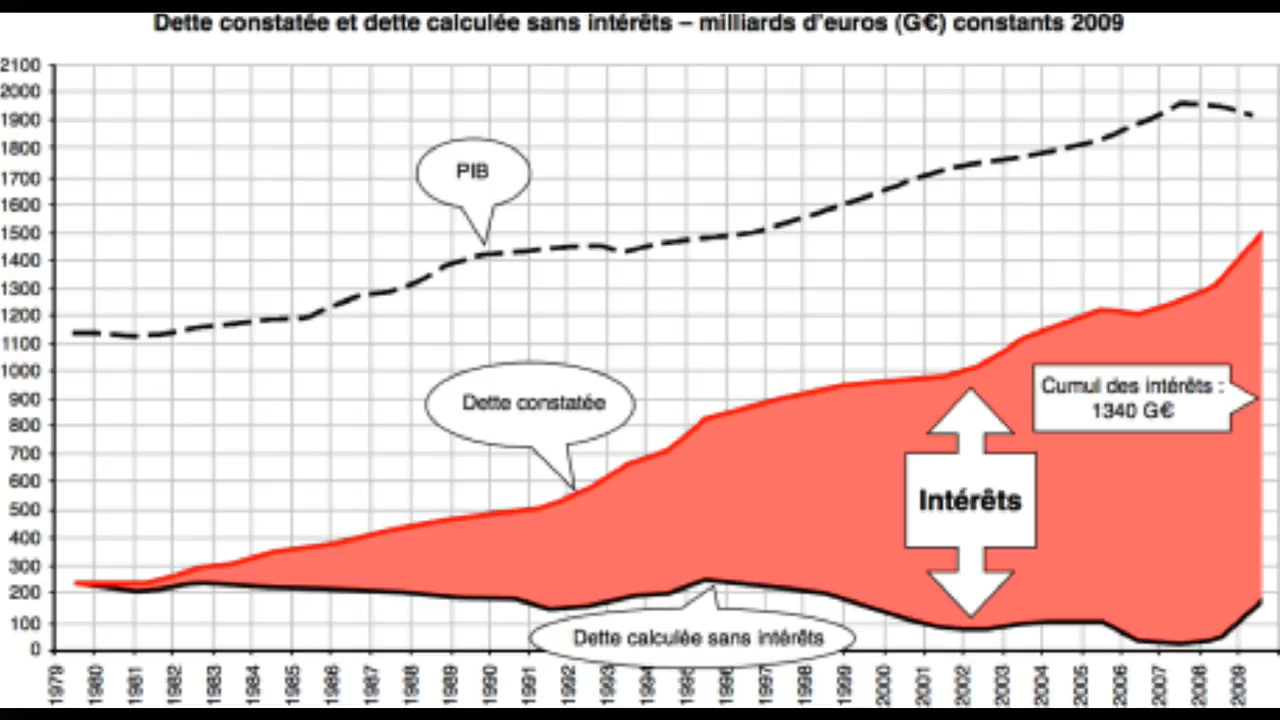 Dette constatée et dette calculée sans intérêts – milliards d'euros (G€) constants 2009
2100
2000
1900
1800
1700
1600
1500
1400
1300
1200
1100
1000
900
800
700
600
500
400
300
200
100
0
PIB
Dette constatée
Cumul des intérêts :
1340 G€
Intérêts
Dette calculée sans intérêts
1979 1980 1981 1982 1983 1984 1985 1986 1987 1988 1989 1990 1991 1992 1993 1994 1995 1996 1997 1998 1999 2000 2001 2002 2003 2004 2005 2006 2007 2008 2009